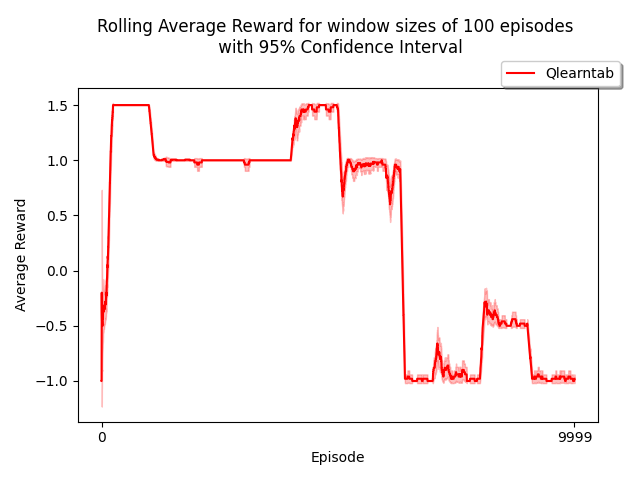 Rolling Average Reward for window sizes of 100 episodes
with 95% Confidence Interval
Qlearntab
1.5
1.0
0.5
0.0
−0.5
−1.0
Average Reward
0
9999
Episode